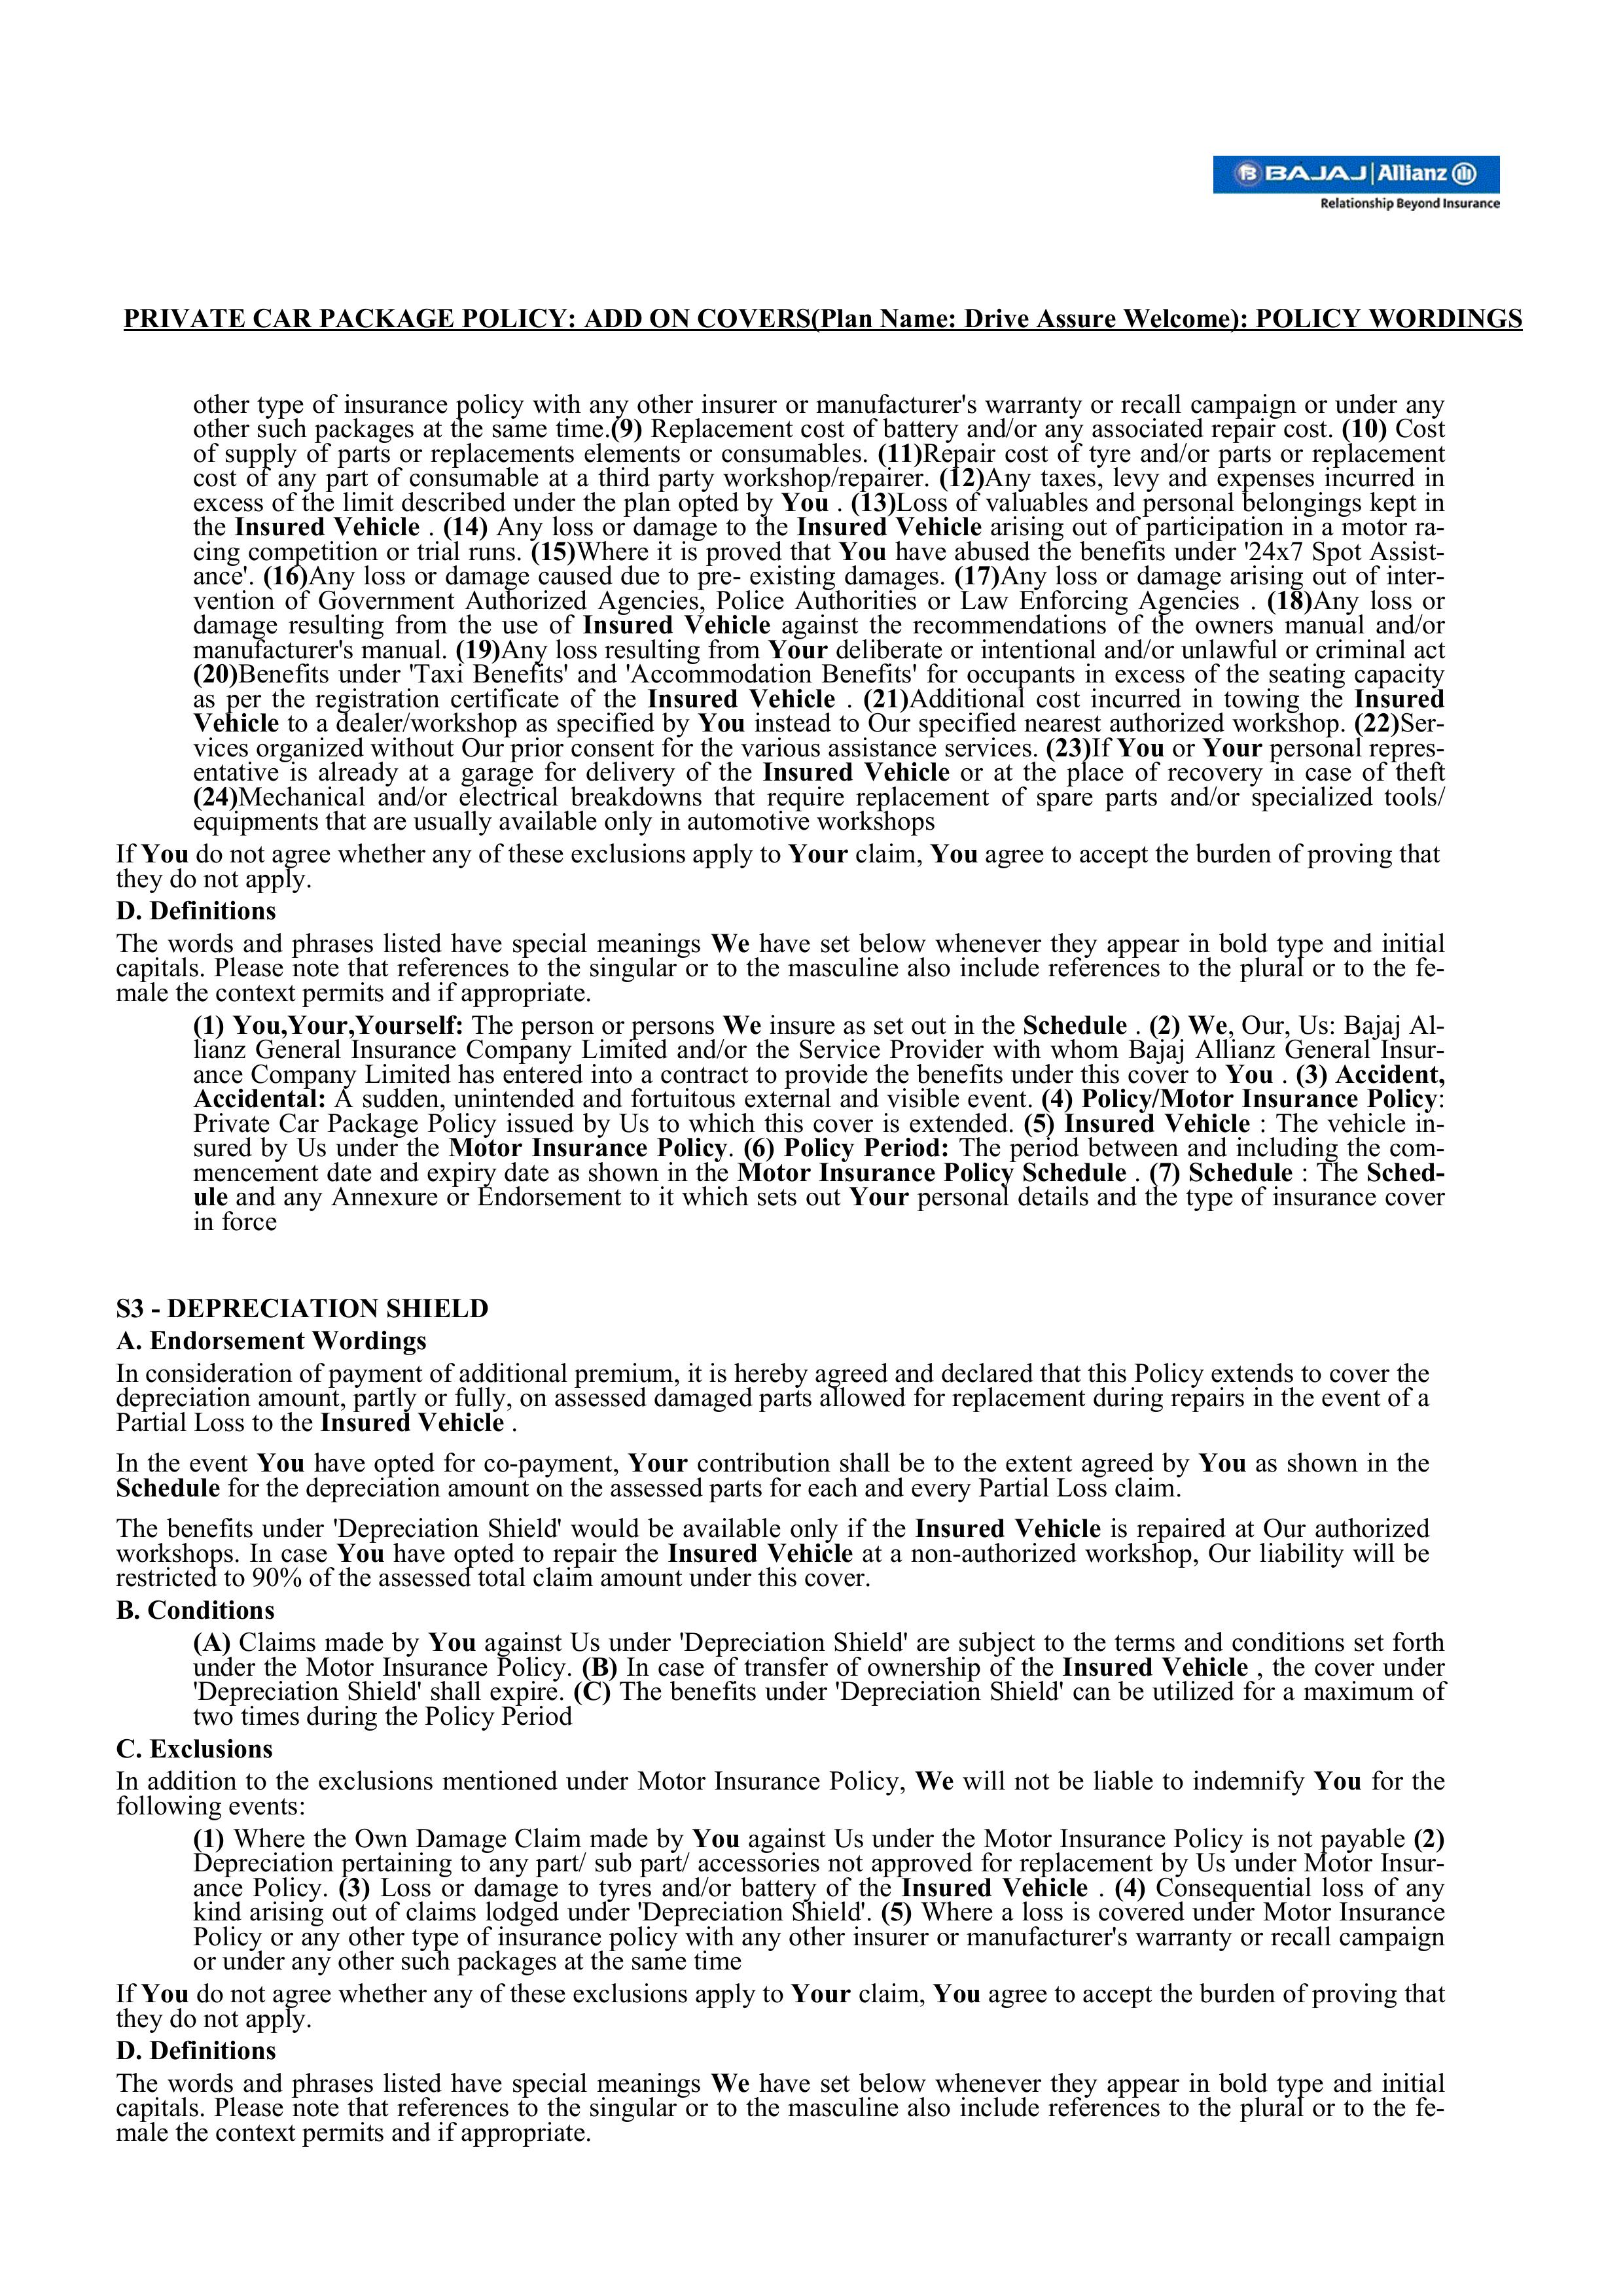 BAJAJ | Allianz
Relationship Beyond Insurance
PRIVATE CAR PACKAGE POLICY: ADD ON COVERS(Plan Name: Drive Assure Welcome): POLICY WORDINGS
other type of insurance policy with any other insurer or manufacturer's warranty or recall campaign or under any
other such packages at the same time.(9) Replacement cost of battery and/or any associated repair cost. (10) Cost
of supply of parts or replacements elements or consumables. (11)Repair cost of tyre and/or parts or replacement
cost of any part of consumable at a third party workshop/repairer. (12)Any taxes, levy and expenses incurred in
excess of the limit described under the plan opted by You . (13)Loss of valuables and personal belongings kept in
the Insured Vehicle . (14) Any loss or damage to the Insured Vehicle arising out of participation in a motor ra-
cing competition or trial runs. (15)Where it is proved that You have abused the benefits under '24x7 Spot Assist-
ance'. (16)Any loss or damage caused due to pre- existing damages. (17)Any loss or damage arising out of inter-
vention of Government Authorized Agencies, Police Authorities or Law Enforcing Agencies . (18)Any loss or
damage resulting from the use of Insured Vehicle against the recommendations of the owners manual and/or
manufacturer's manual. (19)Any loss resulting from Your deliberate or intentional and/or unlawful or criminal act
(20)Benefits under 'Taxi Benefits' and 'Accommodation Benefits' for occupants in excess of the seating capacity
as per the registration certificate of the Insured Vehicle . (21)Additional cost incurred in towing the Insured
Vehicle to a dealer/workshop as specified by You instead to Our specified nearest authorized workshop. (22)Ser-
vices organized without Our prior consent for the various assistance services. (23)If You or Your personal repres-
entative is already at a garage for delivery of the Insured Vehicle or at the place of recovery in case of theft
(24)Mechanical and/or electrical breakdowns that require replacement of spare parts and/or specialized tools/
equipments that are usually available only in automotive workshops
If You do not agree whether any of these exclusions apply to Your claim, You agree to accept the burden of proving that
they do not apply.
D. Definitions
The words and phrases listed have special meanings We have set below whenever they appear in bold type and initial
capitals. Please note that references to the singular or to the masculine also include references to the plural or to the fe-
male the context permits and if appropriate.
(1) You,Your,Yourself: The person or persons We insure as set out in the Schedule . (2) We, Our, Us: Bajaj Al-
lianz General Insurance Company Limited and/or the Service Provider with whom Bajaj Allianz General Insur-
ance Company Limited has entered into a contract to provide the benefits under this cover to You . (3) Accident,
Accidental: A sudden, unintended and fortuitous external and visible event. (4) Policy/Motor Insurance Policy:
Private Car Package Policy issued by Us to which this cover is extended. (5) Insured Vehicle : The vehicle in-
sured by Us under the Motor Insurance Policy. (6) Policy Period: The period between and including the com-
mencement date and expiry date as shown in the Motor Insurance Policy Schedule . (7) Schedule : The Sched-
ule and any Annexure or Endorsement to it which sets out Your personal details and the type of insurance cover
in force
S3 - DEPRECIATION SHIELD
A. Endorsement Wordings
In consideration of payment of additional premium, it is hereby agreed and declared that this Policy extends to cover the
depreciation amount, partly or fully, on assessed damaged parts allowed for replacement during repairs in the event of a
Partial Loss to the Insured Vehicle .
In the event You have opted for co-payment, Your contribution shall be to the extent agreed by You as shown in the
Schedule for the depreciation amount on the assessed parts for each and every Partial Loss claim.
The benefits under 'Depreciation Shield' would be available only if the Insured Vehicle is repaired at Our authorized
workshops. In case You have opted to repair the Insured Vehicle at a non-authorized workshop, Our liability will be
restricted to 90% of the assessed total claim amount under this cover.
B. Conditions
(A) Claims made by You against Us under 'Depreciation Shield' are subject to the terms and conditions set forth
under the Motor Insurance Policy. (B) In case of transfer of ownership of the Insured Vehicle , the cover under
'Depreciation Shield' shall expire. (C) The benefits under 'Depreciation Shield' can be utilized for a maximum of
two times during the Policy Period
C. Exclusions
In addition to the exclusions mentioned under Motor Insurance Policy, We will not be liable to indemnify You for the
following events:
(1) Where the Own Damage Claim made by You against Us under the Motor Insurance Policy is not payable (2)
Depreciation pertaining to any part/ sub part/ accessories not approved for replacement by Us under Motor Insur-
ance Policy. (3) Loss or damage to tyres and/or battery of the Insured Vehicle . (4) Consequential loss of any
kind arising out of claims lodged under 'Depreciation Shield'. (5) Where a loss is covered under Motor Insurance
Policy or any other type of insurance policy with any other insurer or manufacturer's warranty or recall campaign
or under any other such packages at the same time
If You do not agree whether any of these exclusions apply to Your claim, You agree to accept the burden of proving that
they do not apply.
D. Definitions
The words and phrases listed have special meanings We have set below whenever they appear in bold type and initial
capitals. Please note that references to the singular or to the masculine also include references to the plural or to the fe-
male the context permits and if appropriate.